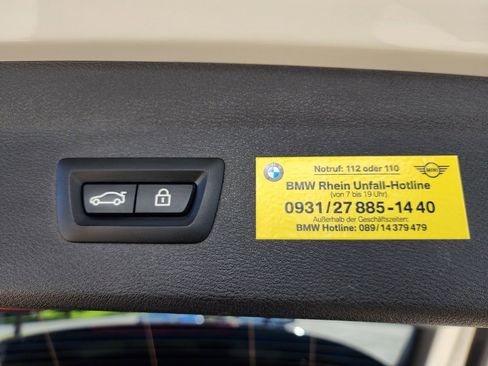 Notruf: 112 oder 110
MINI
BMW Rhein Unfall-Hotline
(von 7 bis 19 Uhr)
0931/27 885-14 40
Außerhalb der Geschäftszeiten:
BMW Hotline: 089/14 379 479